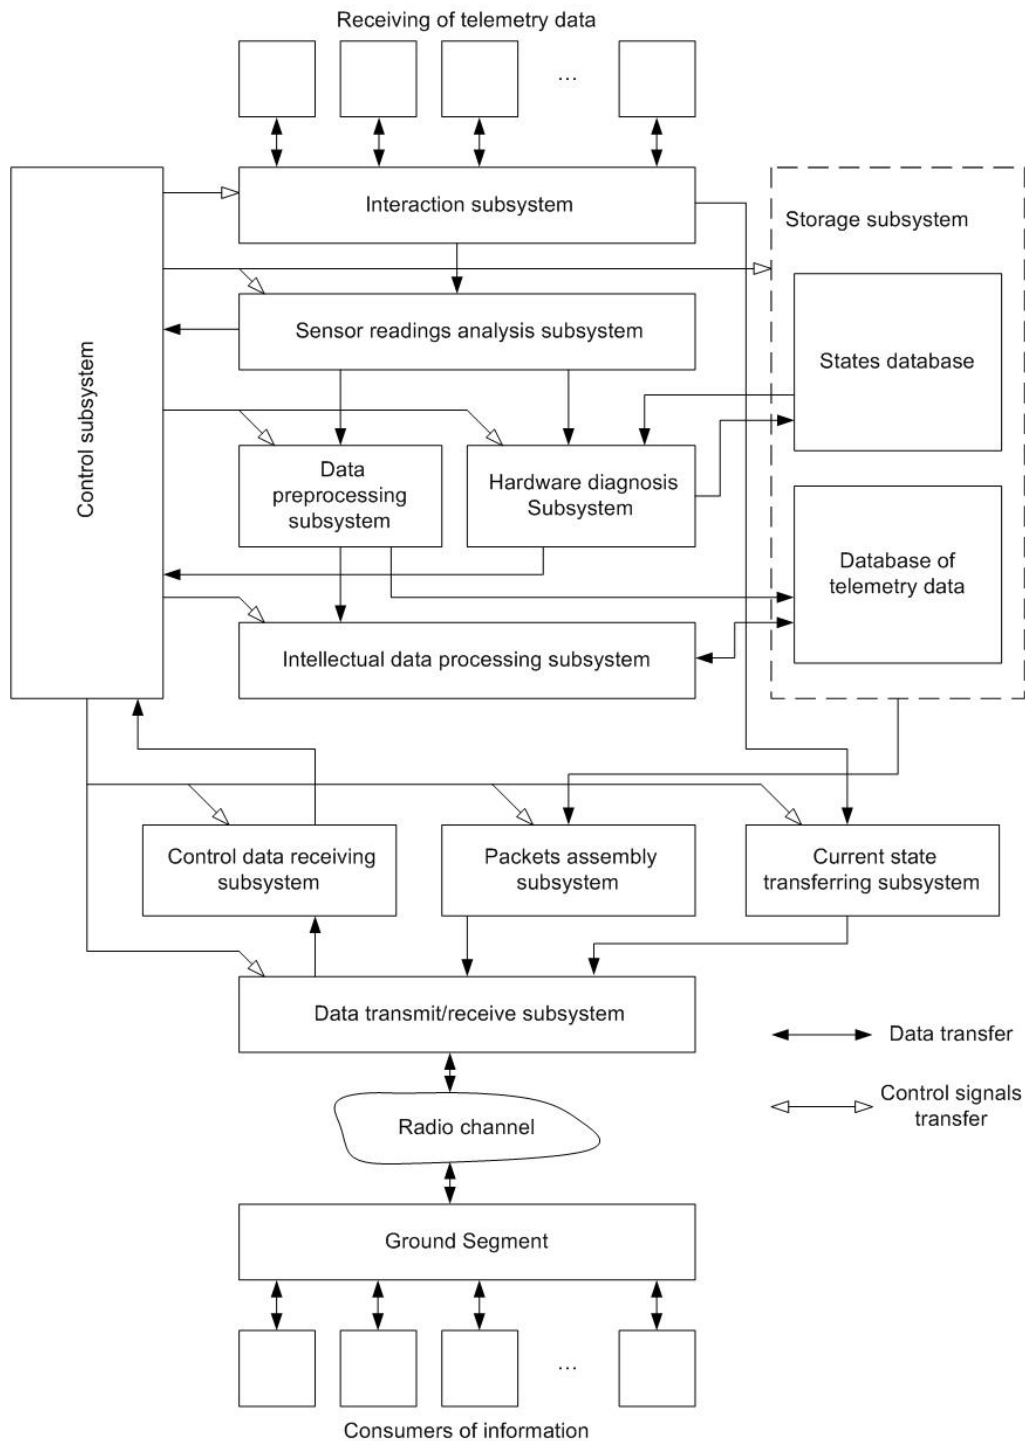 Receiving of telemetry data
...
Interaction subsystem
Storage subsystem
Control subsystem
Sensor readings analysis subsystem
States database
Data
preprocessing
subsystem
Hardware diagnosis
Subsystem
Database of
telemetry data
Intellectual data processing subsystem
Control data receiving
subsystem
Packets assembly
subsystem
Current state
transferring subsystem
Data transmit/receive subsystem
Data transfer
Control signals
transfer
Radio channel
Ground Segment
...
Consumers of information